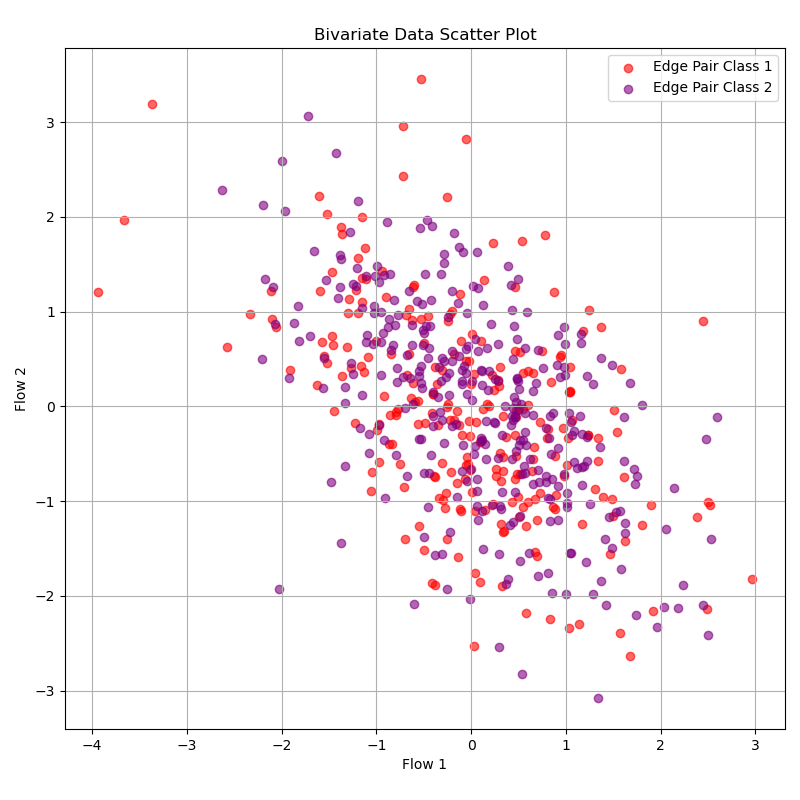 Bivariate Data Scatter Plot
Edge Pair Class 1
Edge Pair Class 2
3
2
1
0
−1
−2
−3
Flow 2
−4 −3 −2 −1 0 1 2 3
Flow 1